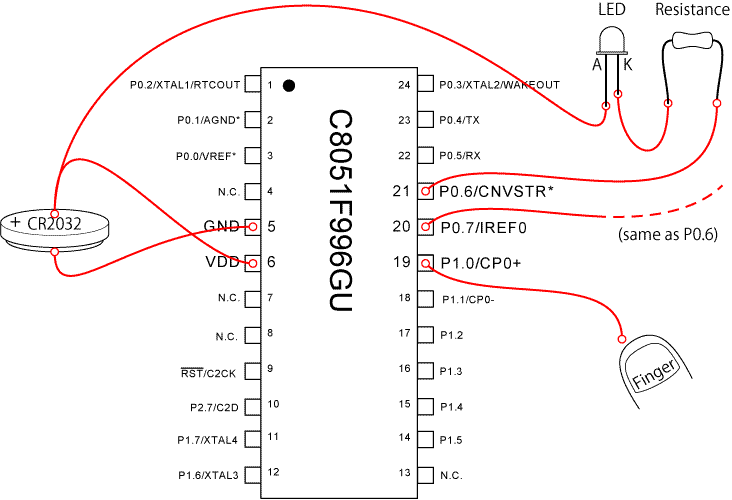 LED
Resistance
A K
P0.2/XTAL1/RTCOUT 1
24 P0.3/XTAL2/WAKEOUT
P0.1/AGND* 2
23 P0.4/TX
P0.0/VREF* 3
22 P0.5/RX
N.C. 4
21 P0.6/CNVSTR*
+ CR2032
GND 5
20 P0.7/IREF0
(same as P0.6)
VDD 6
19 P1.0/CP0+
C8051F996GU
N.C. 7
18 P1.1/CP0-
N.C. 8
17 P1.2
RST/C2CK 9
16 P1.3
Finger
P2.7/C2D 10
15 P1.4
P1.7/XTAL4 11
14 P1.5
P1.6/XTAL3 12
13 N.C.